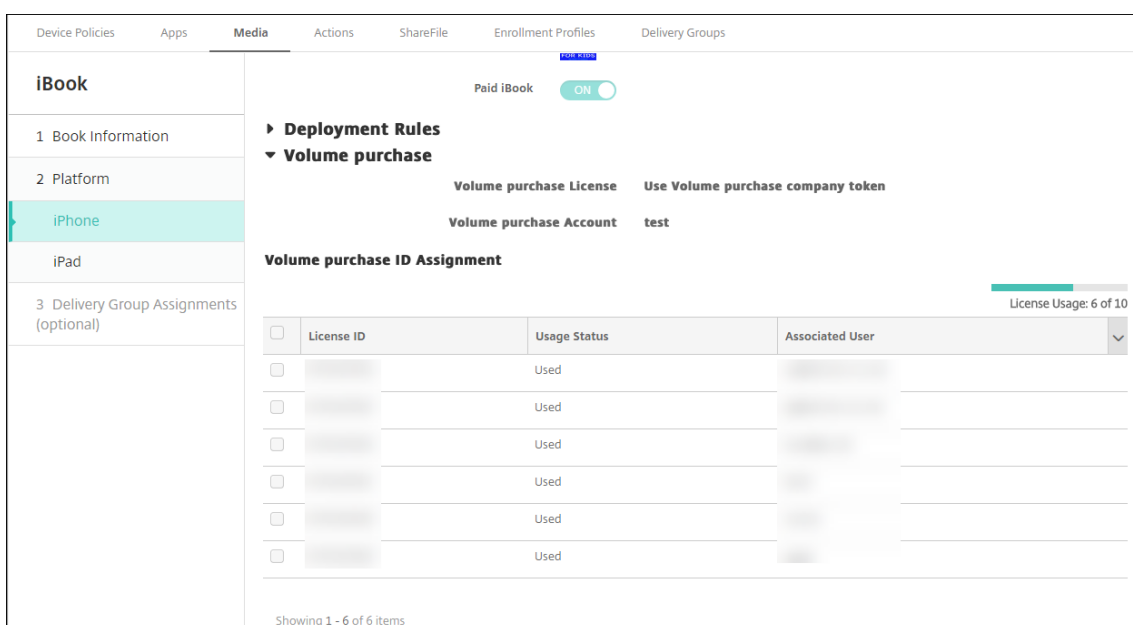 Device Policies Apps Media Actions ShareFile Enrollment Profiles Delivery Groups
iBook
1 Book Information
2 Platform
iPhone
iPad
3 Delivery Group Assignments
(optional)
FOR KIDS
Paid iBook ON
Deployment Rules
Volume purchase
Volume purchase License Use Volume purchase company token
Volume purchase Account test
Volume purchase ID Assignment
License Usage: 6 of 10
License ID Usage Status Associated User
Used
Used
Used
Used
Used
Used
Showing 1 - 6 of 6 items